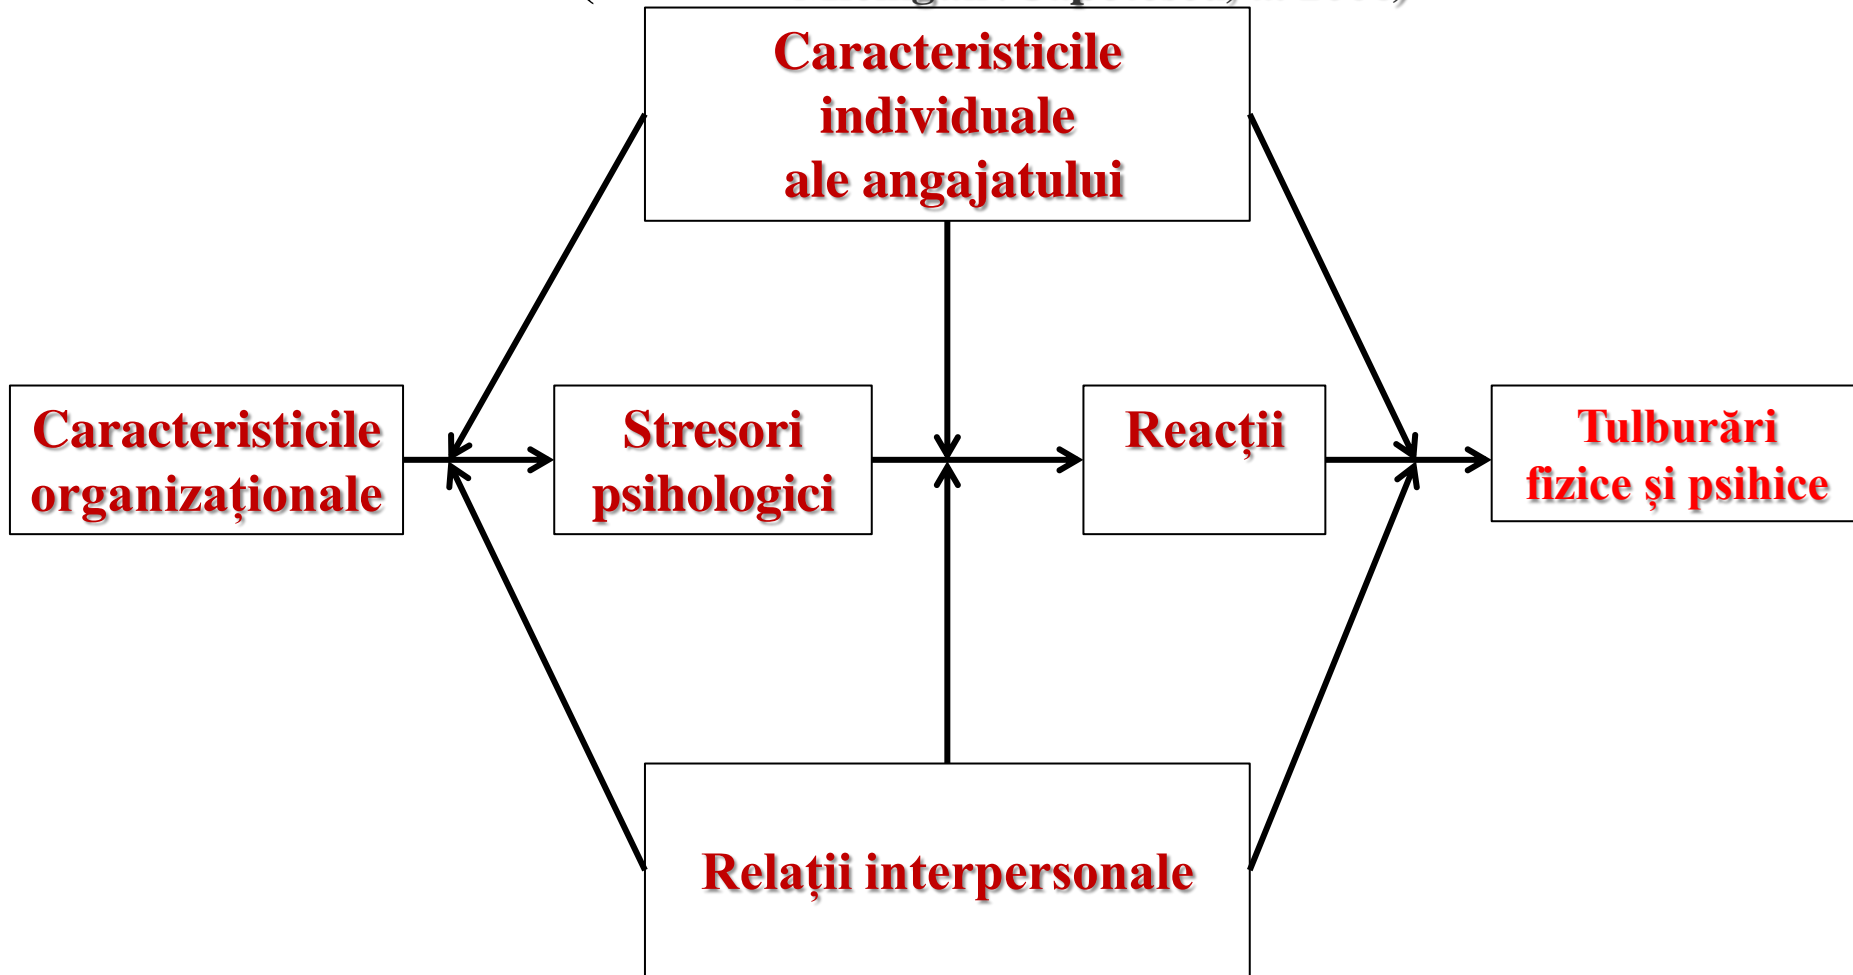 Caracteristicile
individuale
ale angajatului
Caracteristicile
organizaționale
Stresori
psihologici
Reacții
Tulburări
fizice și psihice
Relații interpersonale